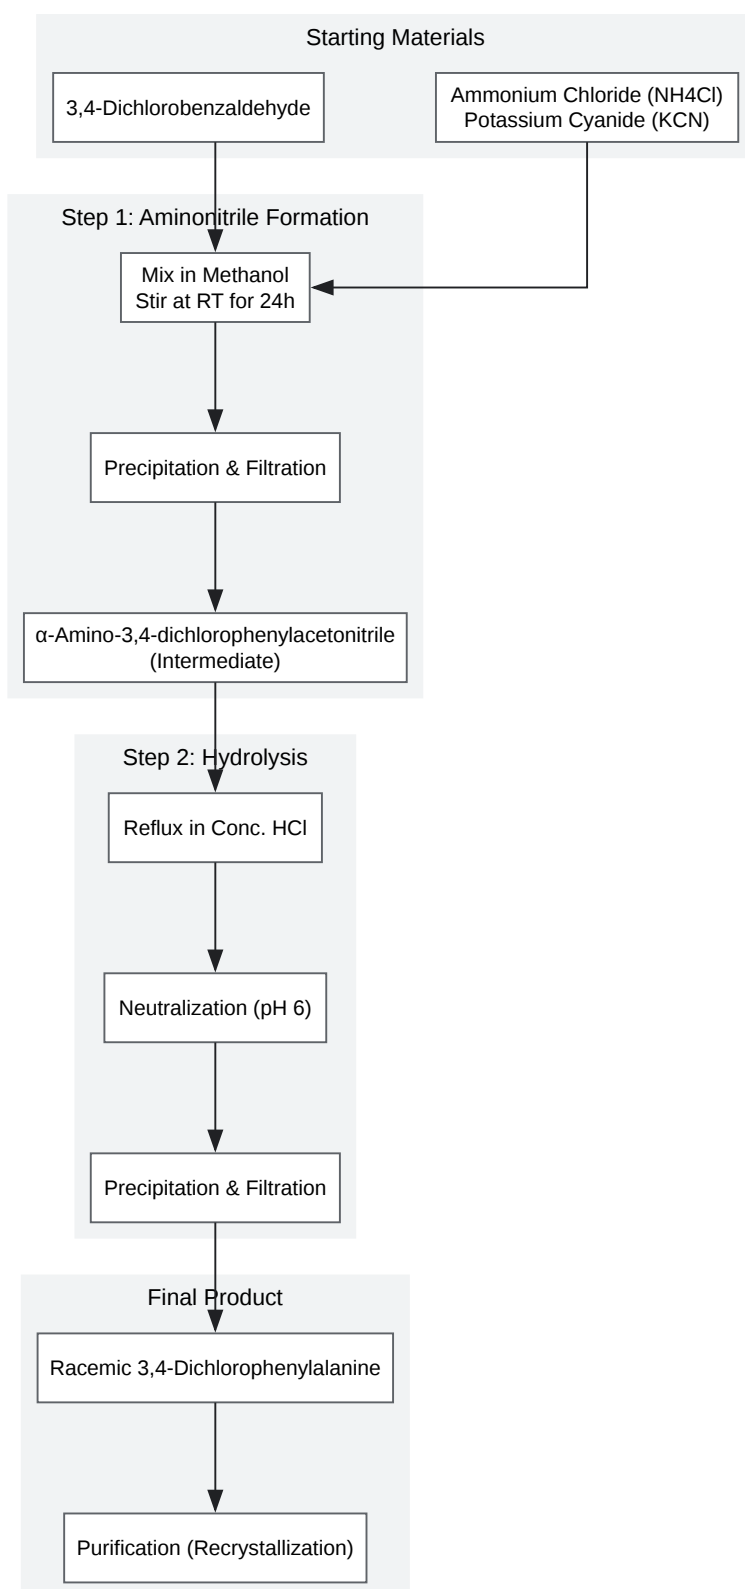 Starting Materials
3,4-Dichlorobenzaldehyde
Ammonium Chloride (NH4Cl)
Potassium Cyanide (KCN)
Step 1: Aminonitrile Formation
Mix in Methanol
Stir at RT for 24h
Precipitation & Filtration
α-Amino-3,4-dichlorophenylacetonitrile
(Intermediate)
Step 2: Hydrolysis
Reflux in Conc. HCl
Neutralization (pH 6)
Precipitation & Filtration
Final Product
Racemic 3,4-Dichlorophenylalanine
Purification (Recrystallization)